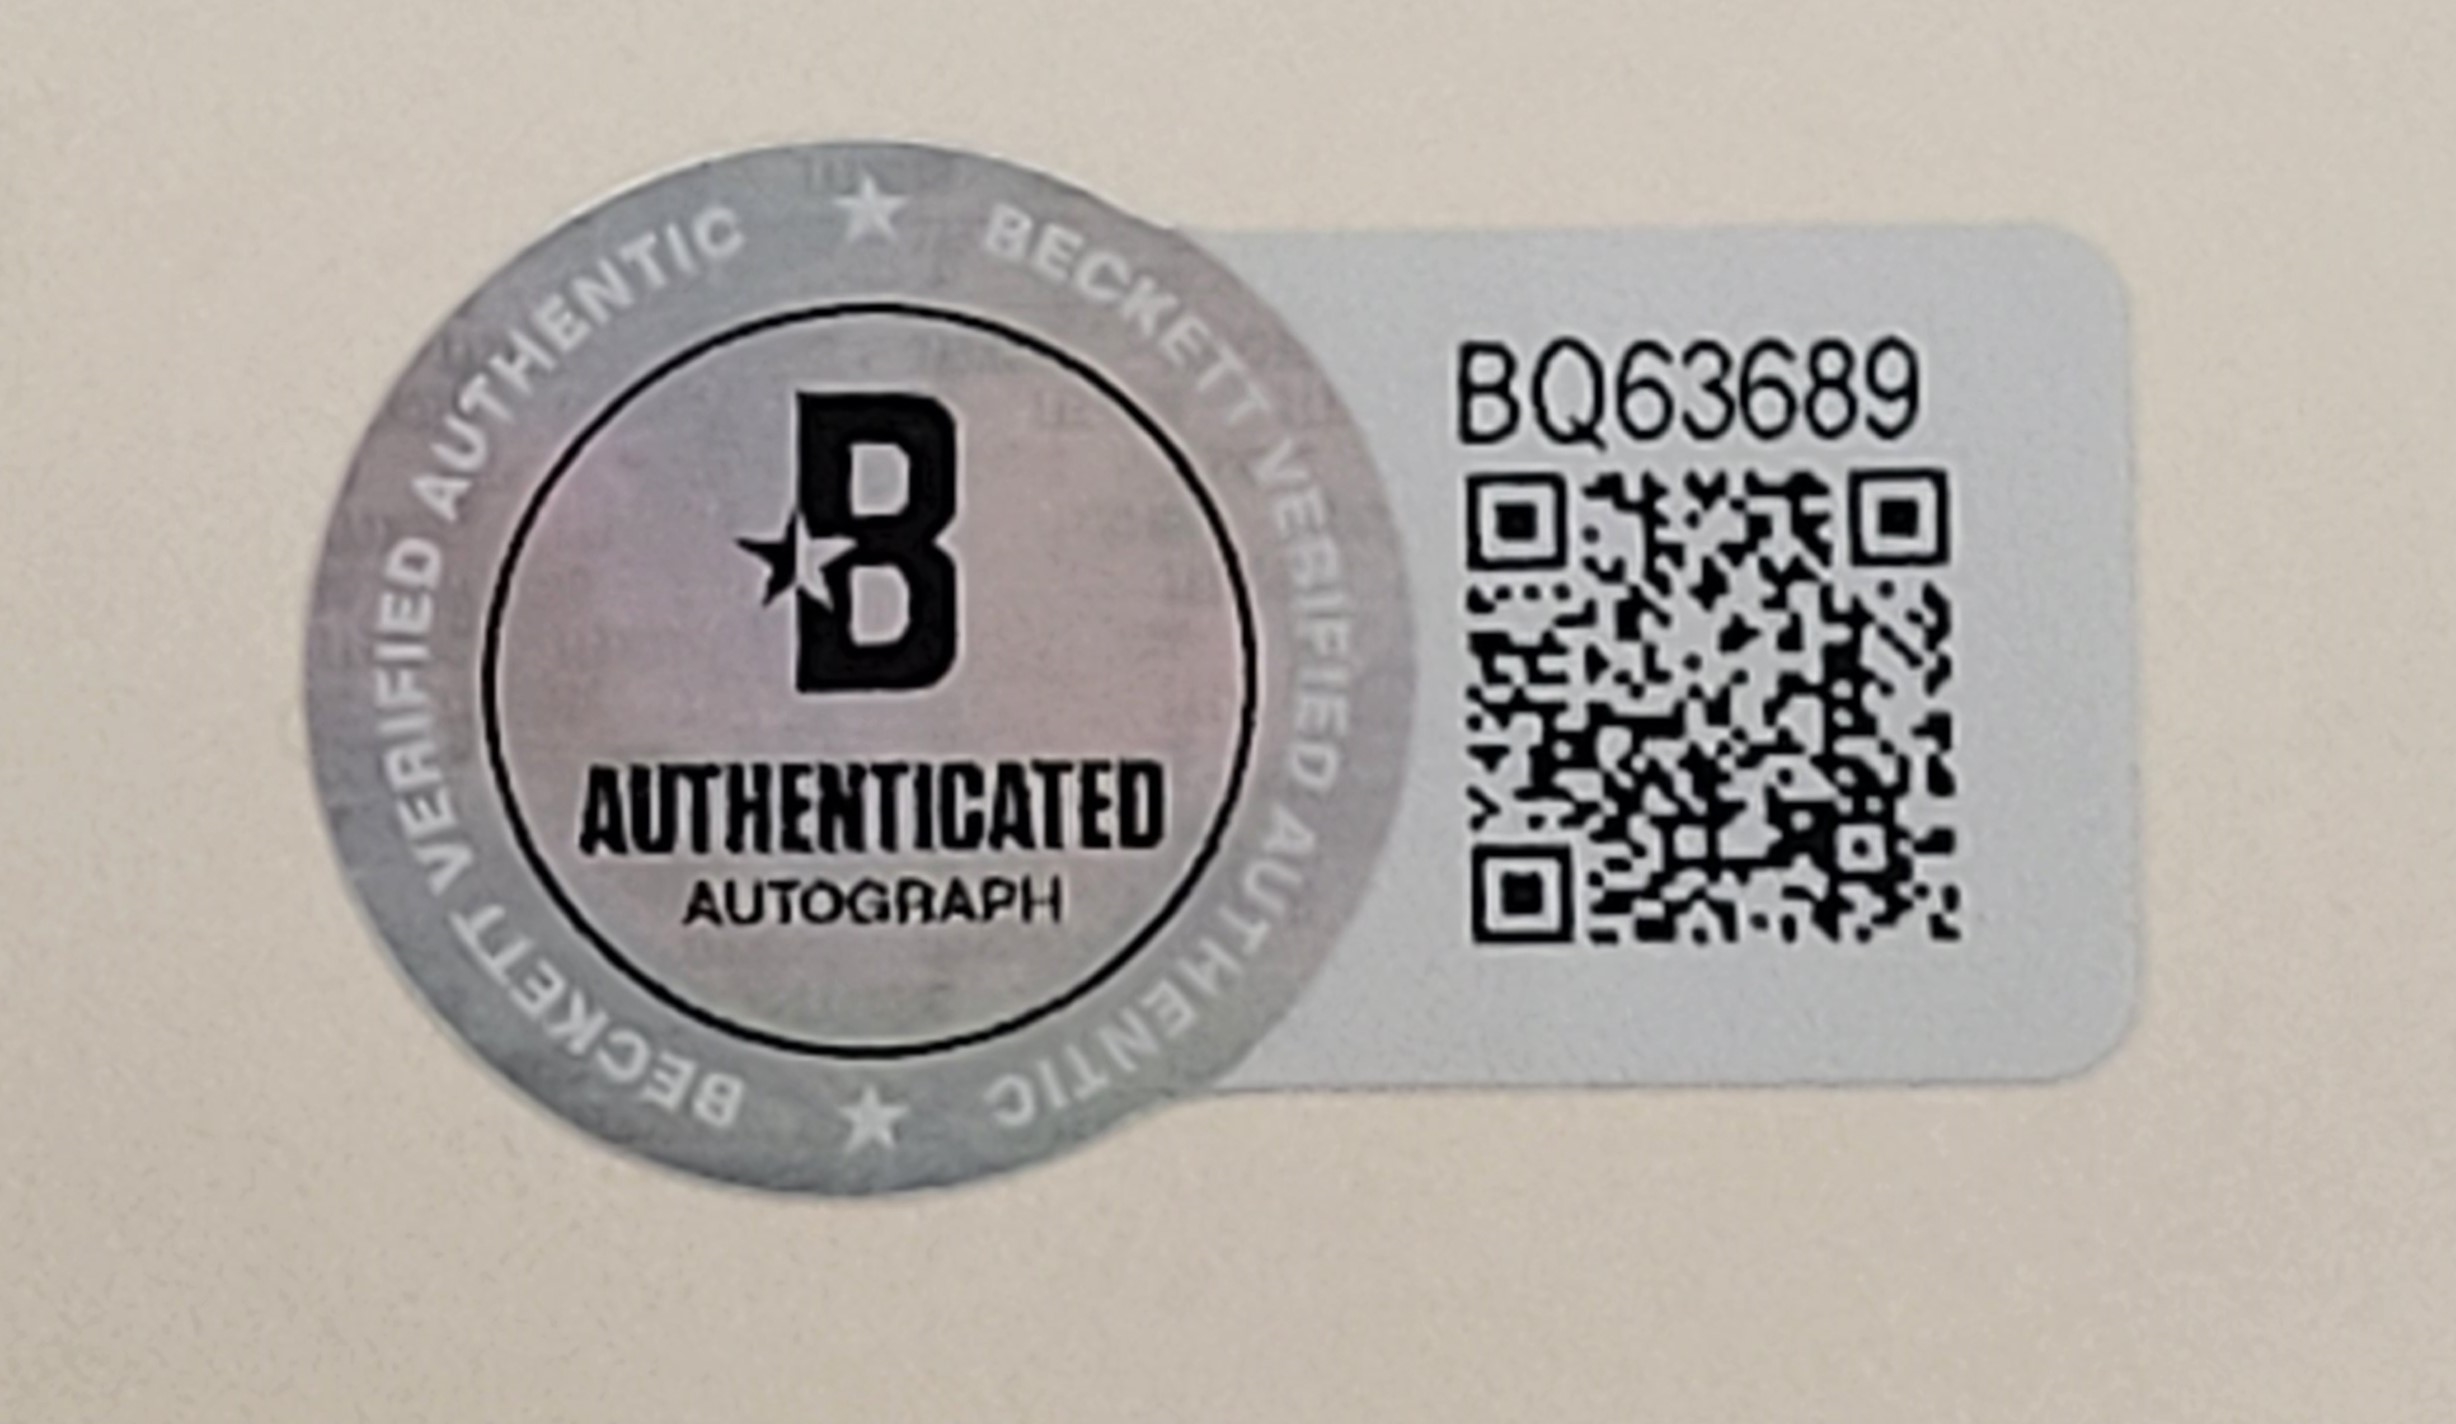 BECKETT VERIFIED AUTHENTIC
BECKETT VERIFIED AUTHENTIC
B
AUTHENTICATED
AUTOGRAPH
BQ63689